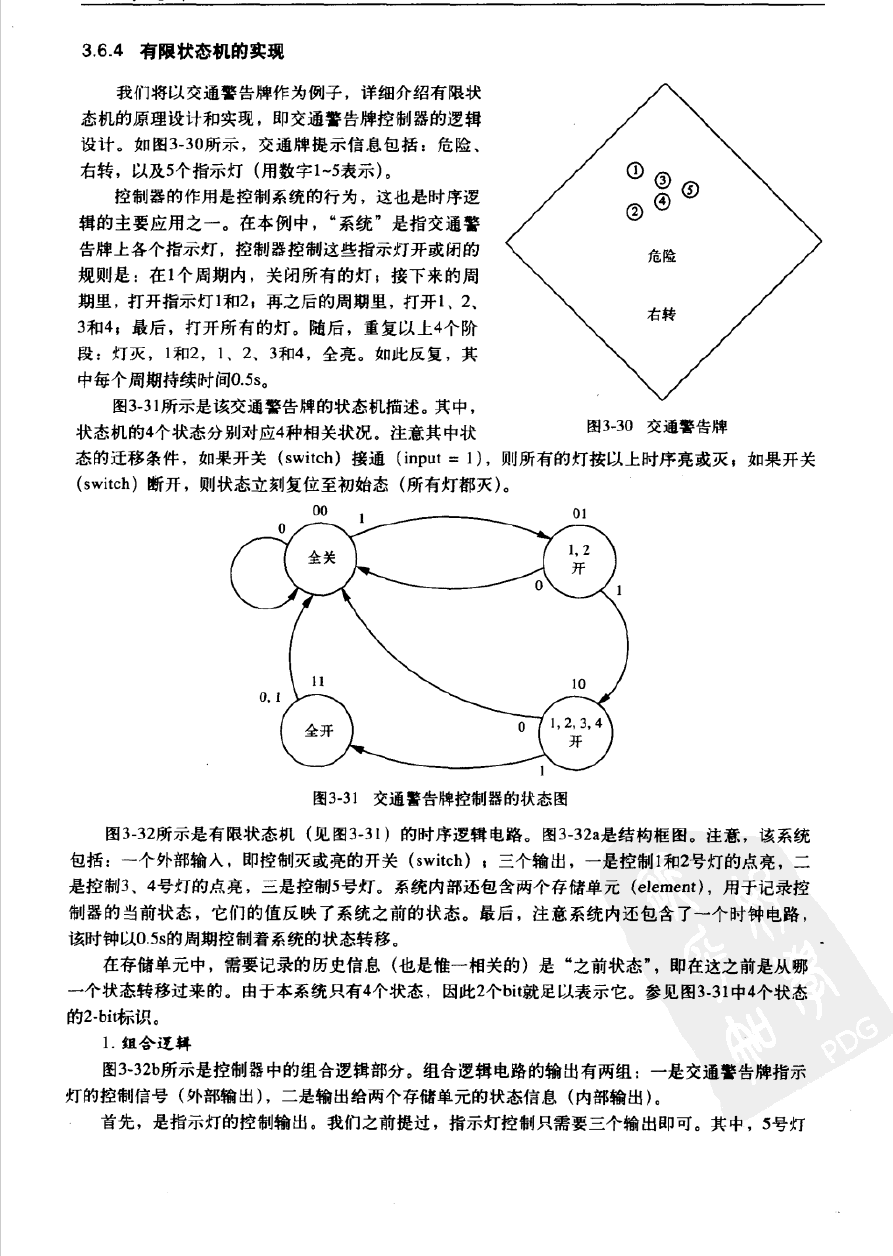 3.6.4 有限状态机的实现
我们将以交通警告牌作为例子，详细介绍有限状
态机的原理设计和实现，即交通警告牌控制器的逻辑
设计。如图3-30所示，交通牌提示信息包括：危险、
右转，以及5个指示灯（用数字1~5表示）。
控制器的作用是控制系统的行为，这也是时序逻
辑的主要应用之一。在本例中，“系统”是指交通警
告牌上各个指示灯，控制器控制这些指示灯开或闭的
规则是：在1个周期内，关闭所有的灯；接下来的周
期里，打开指示灯1和2；再之后的周期里，打开1、2、
3和4；最后，打开所有的灯。随后，重复以上4个阶
段：灯灭，1和2，1、2、3和4，全亮。如此反复，其
中每个周期持续时间0.5s。
图3-31所示是该交通警告牌的状态机描述。其中，
状态机的4个状态分别对应4种相关状况。注意其中状
态的迁移条件，如果开关（switch）接通（input = 1），则所有的灯按以上时序亮或灭；如果开关
（switch）断开，则状态立刻复位至初始态（所有灯都灭）。
①
③
⑤
④
②
危险
右转
图3-30 交通警告牌
00
1
01
0
全关
1, 2
开
0
1
11
10
0, 1
全开
0
1, 2, 3, 4
开
1
图3-31 交通警告牌控制器的状态图
图3-32所示是有限状态机（见图3-31）的时序逻辑电路。图3-32a是结构框图。注意，该系统
包括：一个外部输入，即控制灭或亮的开关（switch）；三个输出，一是控制1和2号灯的点亮，二
是控制3、4号灯的点亮，三是控制5号灯。系统内部还包含两个存储单元（element），用于记录控
制器的当前状态，它们的值反映了系统之前的状态。最后，注意系统内还包含了一个时钟电路，
该时钟以0.5s的周期控制着系统的状态转移。
在存储单元中，需要记录的历史信息（也是惟一相关的）是“之前状态”，即在这之前是从哪
一个状态转移过来的。由于本系统只有4个状态，因此2个bit就足以表示它。参见图3-31中4个状态
的2-bit标识。
1. 组合逻辑
图3-32b所示是控制器中的组合逻辑部分。组合逻辑电路的输出有两组：一是交通警告牌指示
灯的控制信号（外部输出），二是输出给两个存储单元的状态信息（内部输出）。
首先，是指示灯的控制输出。我们之前提过，指示灯控制只需要三个输出即可。其中，5号灯
PDG